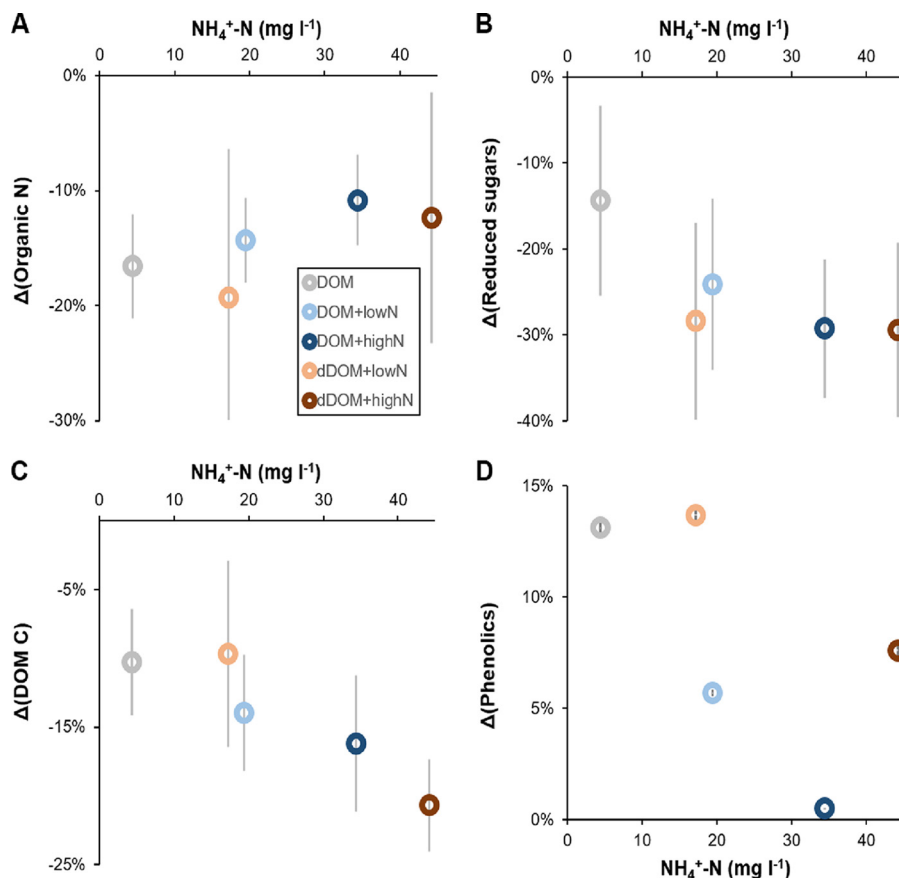 A
NH₄⁺-N (mg l⁻¹)
0 10 20 30 40
0%
-10%
-20%
-30%
Δ(Organic N)
DOM
DOM+lowN
DOM+highN
dDOM+lowN
dDOM+highN
B
NH₄⁺-N (mg l⁻¹)
0 10 20 30 40
0%
-10%
-20%
-30%
-40%
Δ(Reduced sugars)
C
NH₄⁺-N (mg l⁻¹)
0 10 20 30 40
-5%
-15%
-25%
Δ(DOM C)
D
15%
10%
5%
0%
Δ(Phenolics)
0 10 20 30 40
NH₄⁺-N (mg l⁻¹)